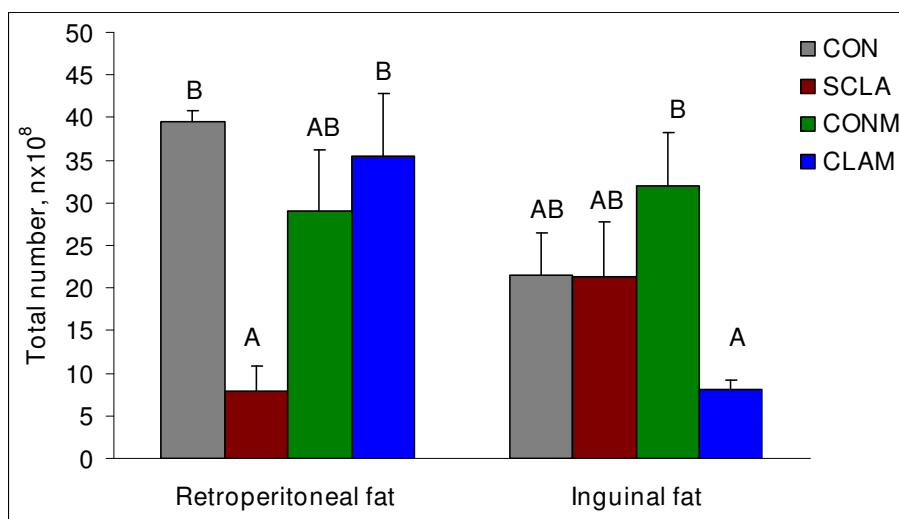 Total number, nx10⁸
50
45
40
35
30
25
20
15
10
5
0
B
A
AB
B
AB
AB
B
A
Retroperitoneal fat
Inguinal fat
CON
SCLA
CONM
CLAM